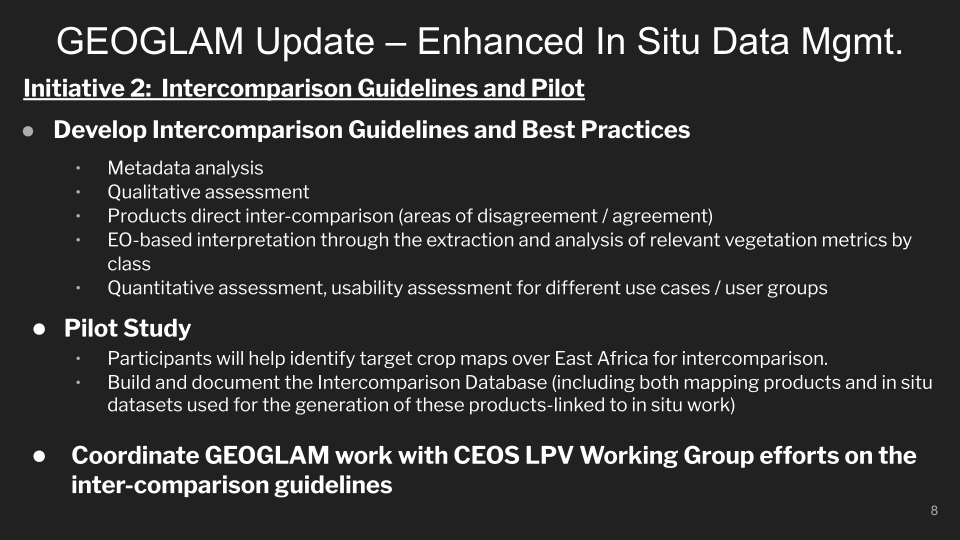 GEOGLAM Update – Enhanced In Situ Data Mgmt.
Initiative 2:  Intercomparison Guidelines and Pilot
● Develop Intercomparison Guidelines and Best Practices
• Metadata analysis
• Qualitative assessment
• Products direct inter-comparison (areas of disagreement / agreement)
• EO-based interpretation through the extraction and analysis of relevant vegetation metrics by
class
• Quantitative assessment, usability assessment for different use cases / user groups
● Pilot Study
• Participants will help identify target crop maps over East Africa for intercomparison.
• Build and document the Intercomparison Database (including both mapping products and in situ
datasets used for the generation of these products-linked to in situ work)
● Coordinate GEOGLAM work with CEOS LPV Working Group efforts on the
inter-comparison guidelines
8